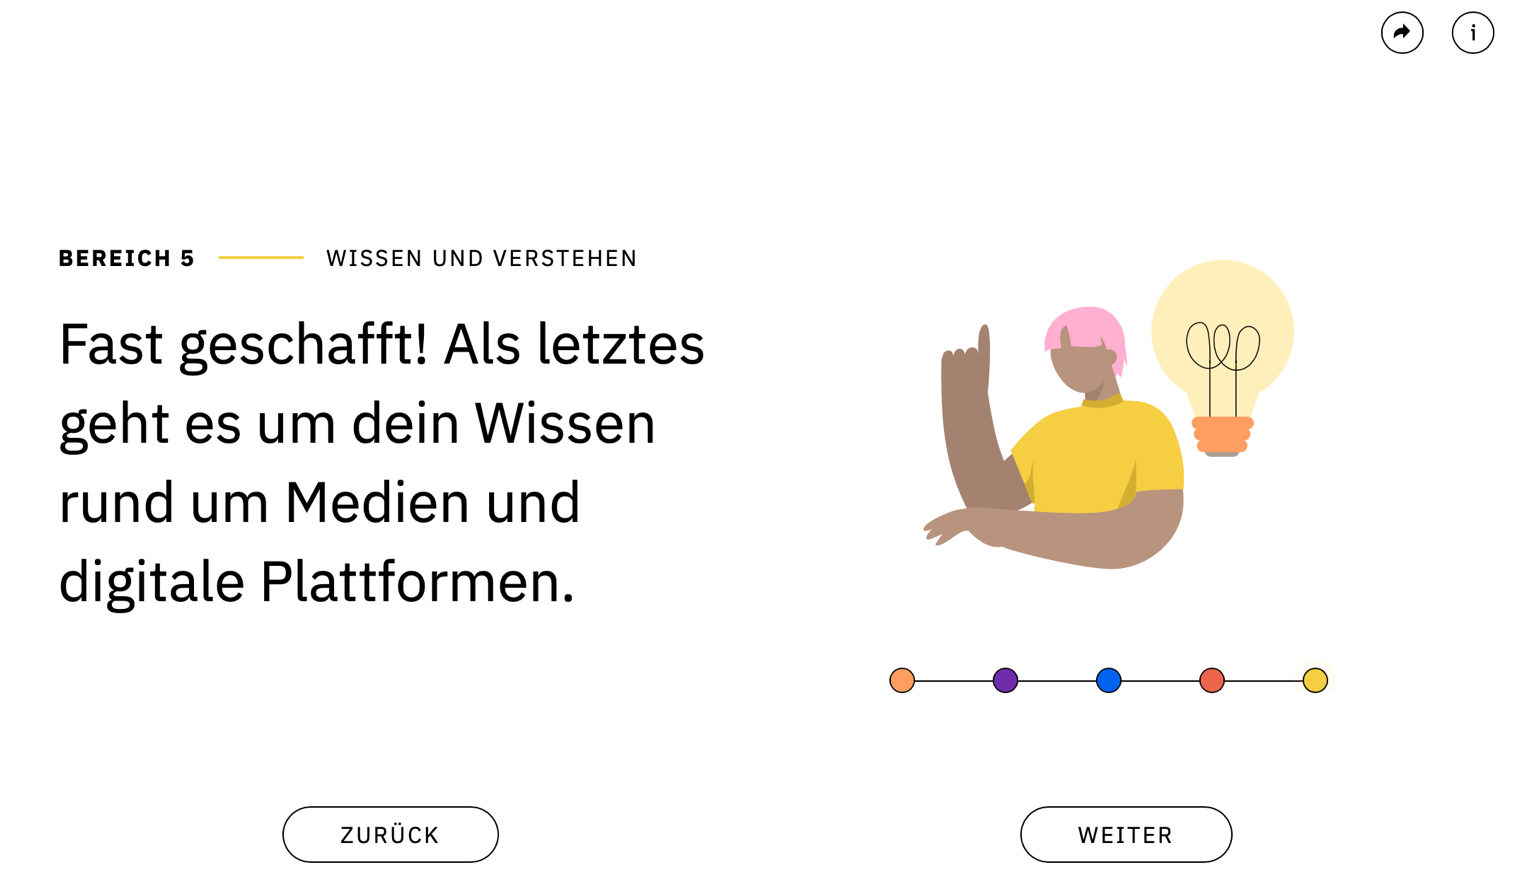 BEREICH 5 WISSEN UND VERSTEHEN
Fast geschafft! Als letztes
geht es um dein Wissen
rund um Medien und
digitale Plattformen.
ZURÜCK
WEITER